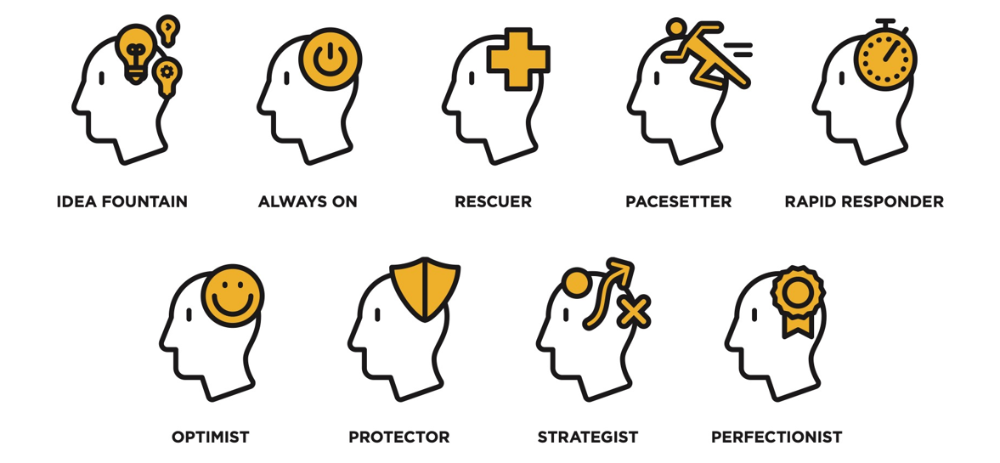 IDEA FOUNTAIN
ALWAYS ON
RESCUER
PACESETTER
RAPID RESPONDER
OPTIMIST
PROTECTOR
STRATEGIST
PERFECTIONIST